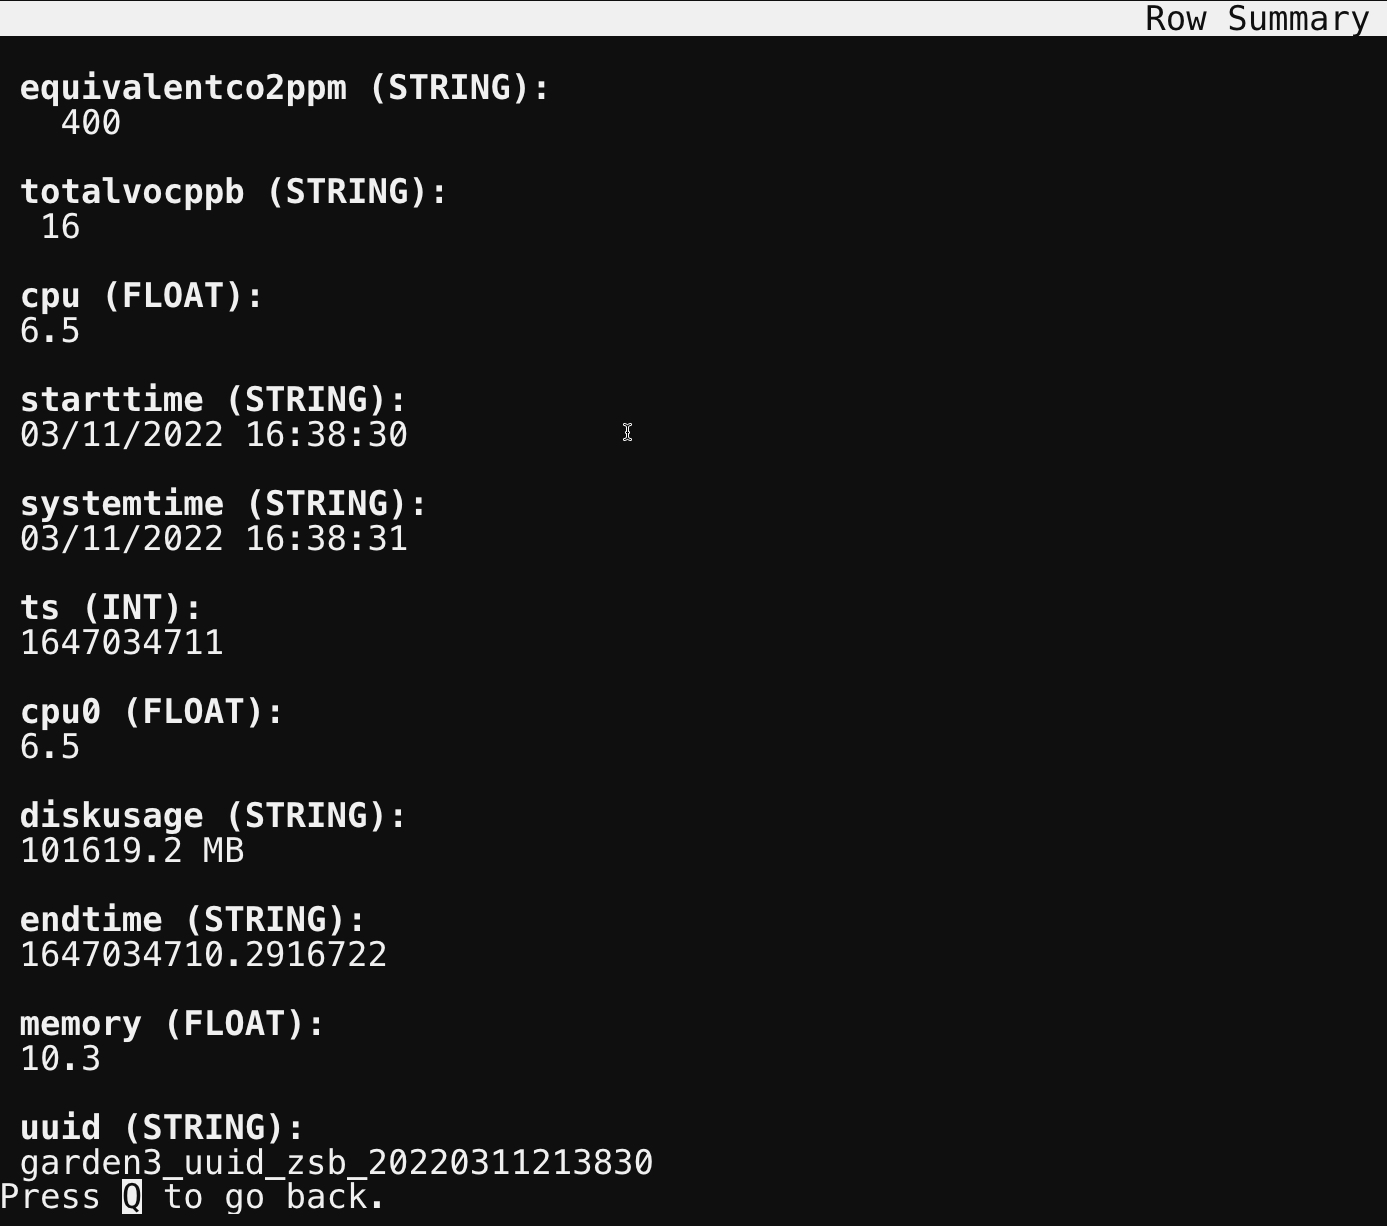 Row Summary
equivalentco2ppm (STRING):
400
totalvocppb (STRING):
16
cpu (FLOAT):
6.5
starttime (STRING):
03/11/2022 16:38:30
systemtime (STRING):
03/11/2022 16:38:31
ts (INT):
1647034711
cpu0 (FLOAT):
6.5
diskusage (STRING):
101619.2 MB
endtime (STRING):
1647034710.2916722
memory (FLOAT):
10.3
uuid (STRING):
garden3_uuid_zsb_20220311213830
Press Q to go back.